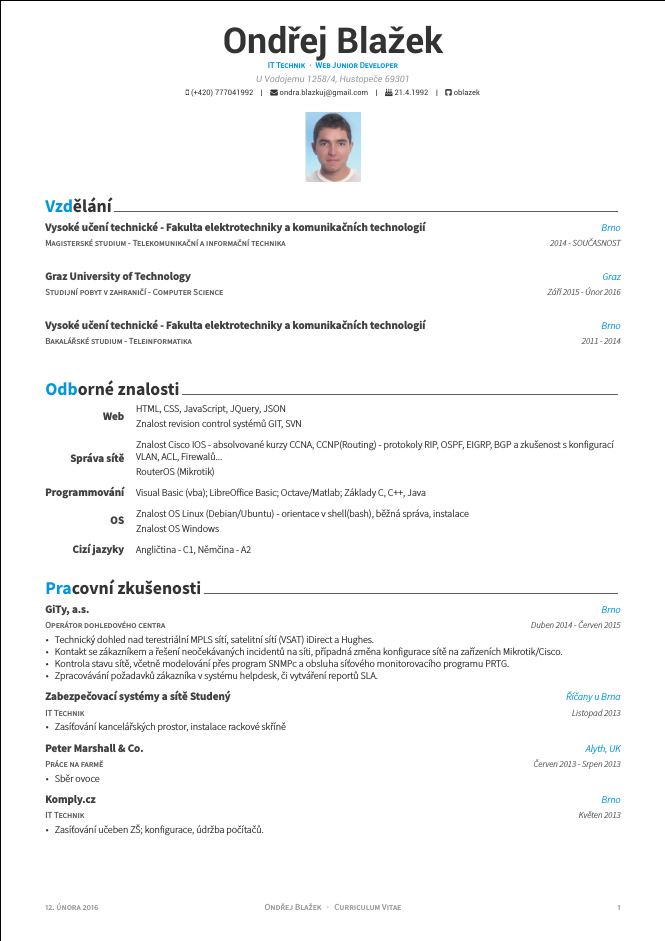 Ondřej Blažek
IT Technik · Web Junior Developer
U Vodojemu 1258/4, Hustopeče 69301
(+420) 777041992 | ondra.blazkuj@gmail.com | 21.4.1992 | oblazek
Vzdělání
Vysoké učení technické - Fakulta elektrotechniky a komunikačních technologií Brno
Magisterské studium - Telekomunikační a informační technika 2014 - SOUČASNOST
Graz University of Technology Graz
Studijní pobyt v zahraničí - Computer Science Září 2015 - Únor 2016
Vysoké učení technické - Fakulta elektrotechniky a komunikačních technologií Brno
Bakalářské studium - Teleinformatika 2011 - 2014
Odborné znalosti
Web HTML, CSS, JavaScript, JQuery, JSON
Znalost revision control systémů GIT, SVN
Správa sítě Znalost Cisco IOS - absolvované kurzy CCNA, CCNP(Routing) - protokoly RIP, OSPF, EIGRP, BGP a zkušenost s konfigurací
VLAN, ACL, Firewalů...
RouterOS (Mikrotik)
Programmování Visual Basic (vba); LibreOffice Basic; Octave/Matlab; Základy C, C++, Java
OS Znalost OS Linux (Debian/Ubuntu) - orientace v shell(bash), běžná správa, instalace
Znalost OS Windows
Cizí jazyky Angličtina - C1, Němčina - A2
Pracovní zkušenosti
GiTy, a.s. Brno
Operátor dohledového centra Duben 2014 - Červen 2015
• Technický dohled nad terestriální MPLS sítí, satelitní sítí (VSAT) iDirect a Hughes.
• Kontakt se zákazníkem a řešení neočekávaných incidentů na síti, případná změna konfigurace sítě na zařízeních Mikrotik/Cisco.
• Kontrola stavu sítě, včetně modelování přes program SNMPc a obsluha síťového monitorovacího programu PRTG.
• Zpracovávání požadavků zákazníka v systému helpdesk, či vytváření reportů SLA.
Zabezpečovací systémy a sítě Studený Říčany u Brna
IT Technik Listopad 2013
• Zasíťování kancelářských prostor, instalace rackové skříně
Peter Marshall & Co. Alyth, UK
Práce na farmě Červen 2013 - Srpen 2013
• Sběr ovoce
Komply.cz Brno
IT Technik Květen 2013
• Zasíťování učeben ZŠ; konfigurace, údržba počítačů.
12. ÚNORA 2016 Ondřej Blažek · Curriculum Vitae 1